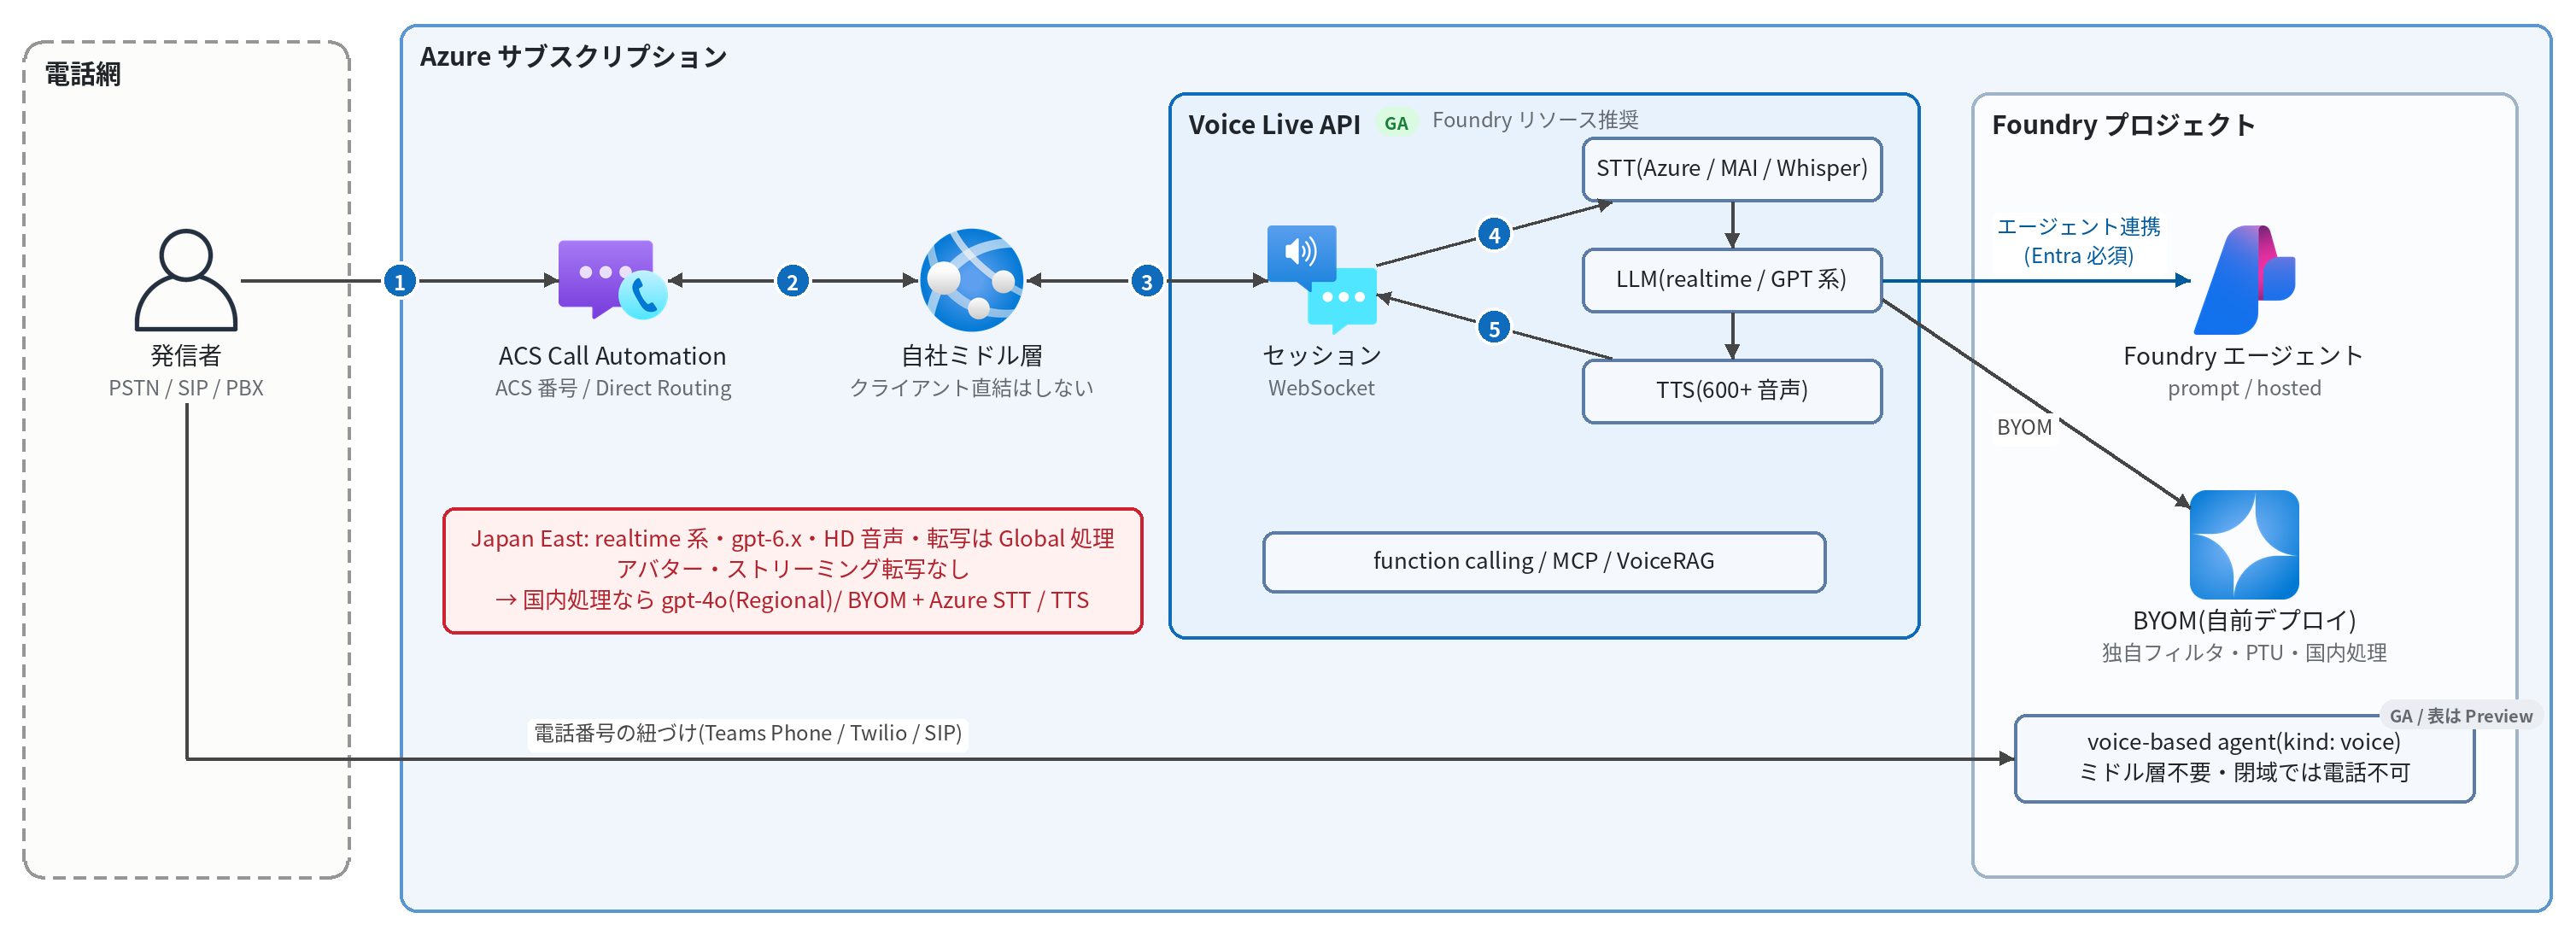 電話網
Azure サブスクリプション
Voice Live API
GA
Foundry リソース推奨
Foundry プロジェクト
STT(Azure / MAI / Whisper)
LLM(realtime / GPT 系)
TTS(600+ 音声)
エージェント連携
(Entra 必須)
1
2
3
4
5
発信者
PSTN / SIP / PBX
ACS Call Automation
ACS 番号 / Direct Routing
自社ミドル層
クライアント直結はしない
セッション
WebSocket
Foundry エージェント
prompt / hosted
BYOM
Japan East: realtime 系・gpt-6.x・HD 音声・転写は Global 処理
アバター・ストリーミング転写なし
→ 国内処理なら gpt-4o(Regional)/ BYOM + Azure STT / TTS
function calling / MCP / VoiceRAG
BYOM(自前デプロイ)
独自フィルタ・PTU・国内処理
電話番号の紐づけ(Teams Phone / Twilio / SIP)
GA / 表は Preview
voice-based agent(kind: voice)
ミドル層不要・閉域では電話不可